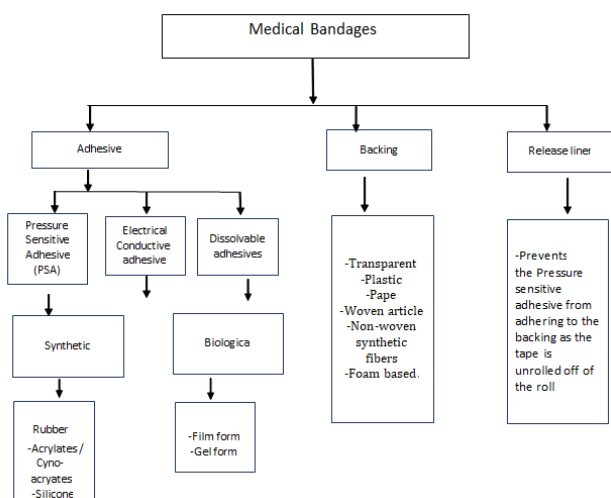 Medical Bandages
Adhesive
Backing
Release liner
Pressure
Sensitive
Adhesive
(PSA)
Electrical
Conductive
adhesive
Dissolvable
adhesives
-Transparent
-Plastic
-Pape
-Woven article
-Non-woven
synthetic
fibers
-Foam based.
-Prevents
the Pressure
sensitive
adhesive from
adhering to the
backing as the
tape is
unrolled off of
the roll
Synthetic
Biologica
Rubber
-Acrylates /
Cyno-
acryates
-Silicone
-Film form
-Gel form